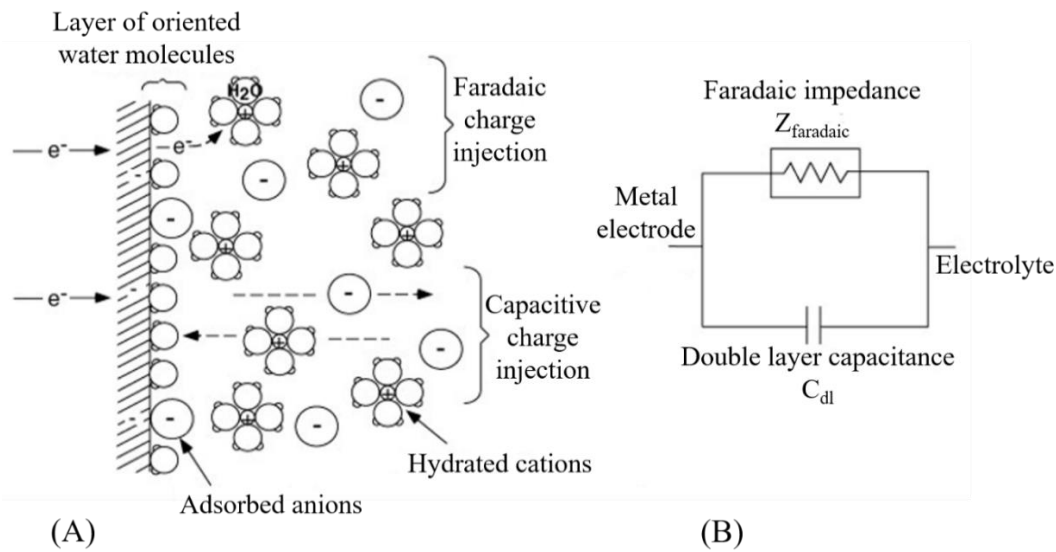 Layer of oriented
water molecules
H2O
-
Faradaic
charge
injection
e-
e-
+
+
-
-
+
+
e-
-
Capacitive
charge
injection
+
-
+
-
+
-
Hydrated cations
Adsorbed anions
(A)
Faradaic impedance
Zfaradaic
Metal
electrode
Electrolyte
Double layer capacitance
Cdl
(B)